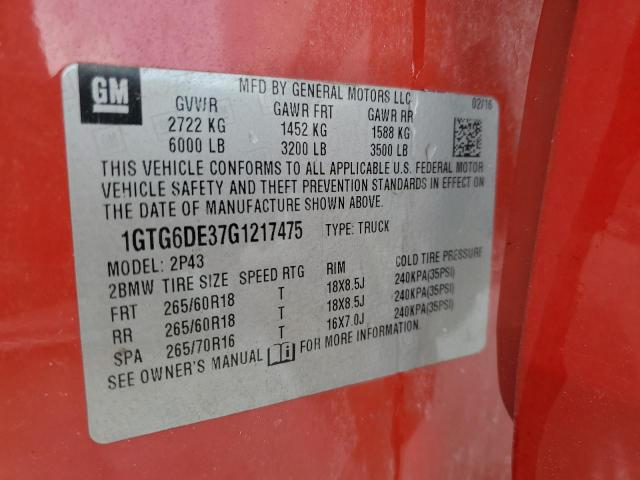 GM
MFD BY GENERAL MOTORS LLC
02/16
GVWR GAWR FRT GAWR RR
2722 KG 1452 KG 1588 KG
6000 LB 3200 LB 3500 LB
THIS VEHICLE CONFORMS TO ALL APPLICABLE U.S. FEDERAL MOTOR
VEHICLE SAFETY AND THEFT PREVENTION STANDARDS IN EFFECT ON
THE DATE OF MANUFACTURE SHOWN ABOVE.
1GTG6DE37G1217475 TYPE: TRUCK
MODEL: 2P43
2BMW TIRE SIZE SPEED RTG RIM COLD TIRE PRESSURE
FRT 265/60R18 T 18X8.5J 240KPA(35PSI)
RR 265/60R18 T 18X8.5J 240KPA(35PSI)
SPA 265/70R16 T 16X7.0J 240KPA(35PSI)
SEE OWNER'S MANUAL i FOR MORE INFORMATION.